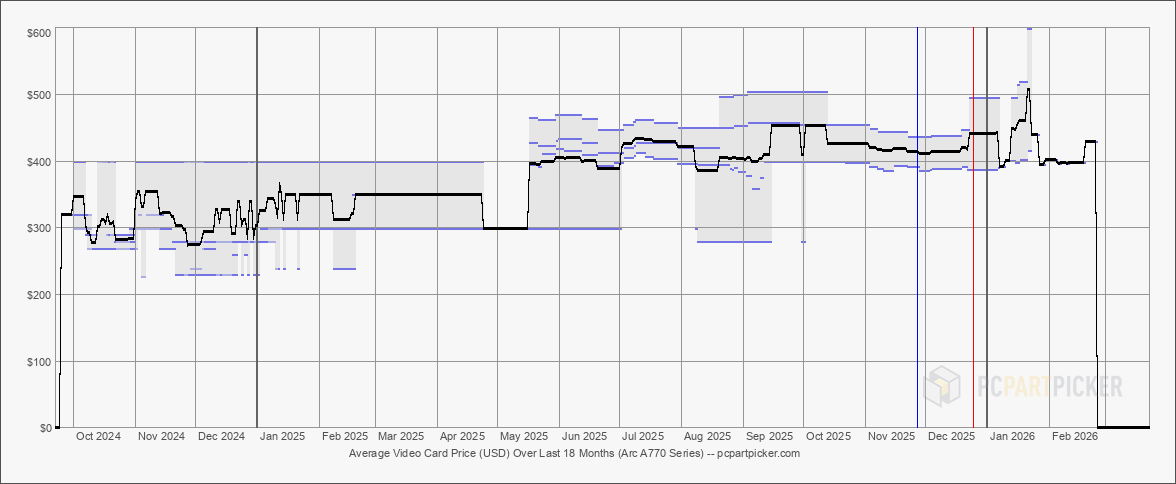 $600
$500
$400
$300
$200
$100
$0
Oct 2024 Nov 2024 Dec 2024 Jan 2025 Feb 2025 Mar 2025 Apr 2025 May 2025 Jun 2025 Jul 2025 Aug 2025 Sep 2025 Oct 2025 Nov 2025 Dec 2025 Jan 2026 Feb 2026
Average Video Card Price (USD) Over Last 18 Months (Arc A770 Series) -- pcpartpicker.com
PCPARTPICKER